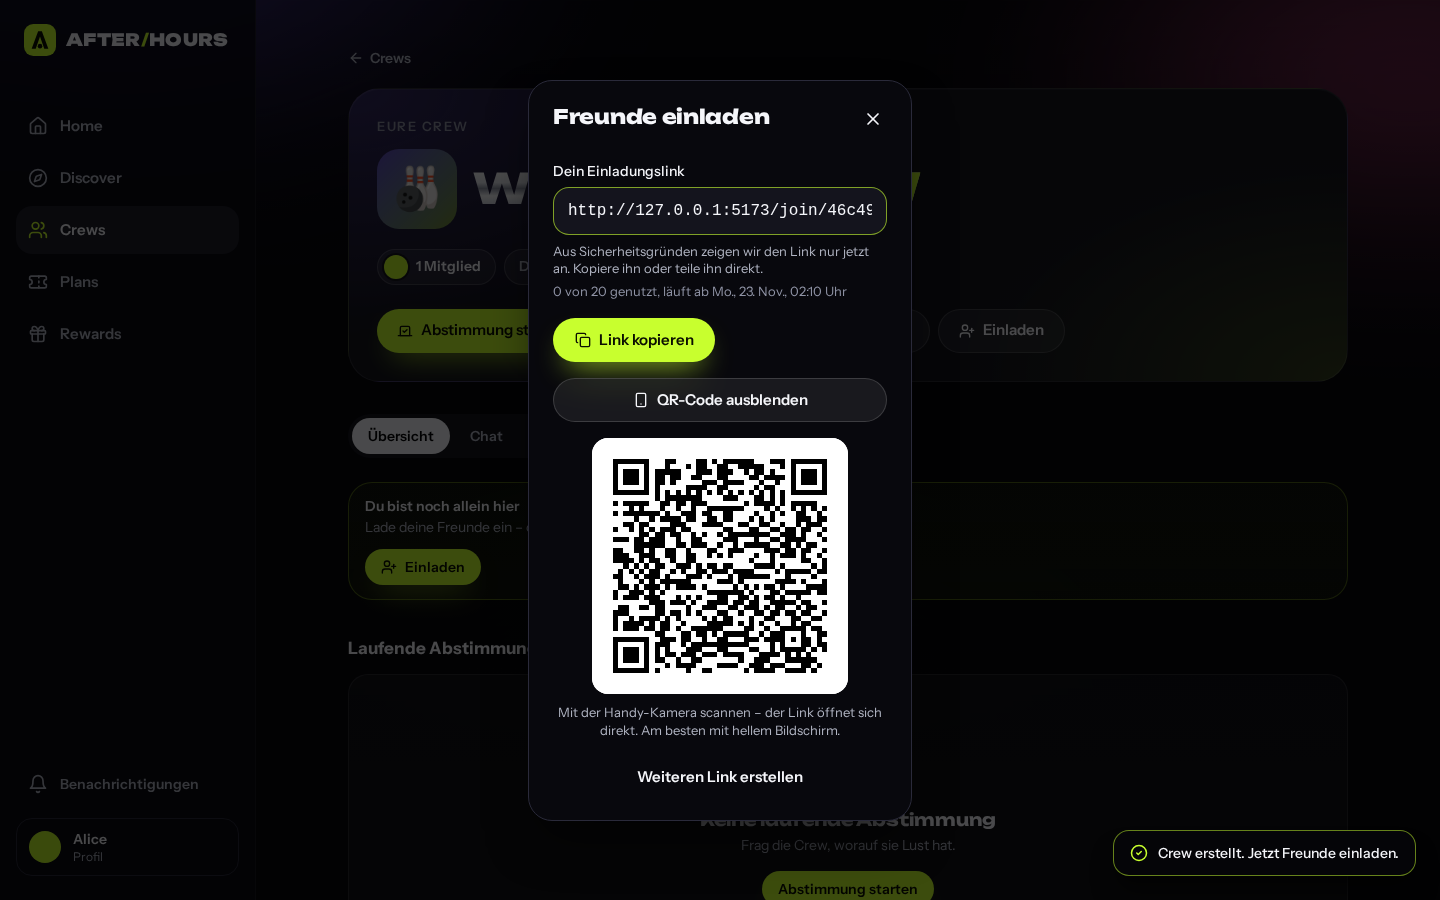 AFTER/HOURS
Home
Discover
Crews
Plans
Rewards
Benachrichtigungen
Alice
Profil
Crews
EURE CREW
1 Mitglied
Abstimmung st
Einladen
Übersicht
Chat
Du bist noch allein hier
Lade deine Freunde ein –
Einladen
Laufende Abstimmun
Freunde einladen
Dein Einladungslink
http://127.0.0.1:5173/join/46c49
Aus Sicherheitsgründen zeigen wir den Link nur jetzt
an. Kopiere ihn oder teile ihn direkt.
0 von 20 genutzt, läuft ab Mo., 23. Nov., 02:10 Uhr
Link kopieren
QR-Code ausblenden
Mit der Handy-Kamera scannen – der Link öffnet sich
direkt. Am besten mit hellem Bildschirm.
Weiteren Link erstellen
Keine laufende Abstimmung
Frag die Crew, worauf sie Lust hat.
Abstimmung starten
Crew erstellt. Jetzt Freunde einladen.